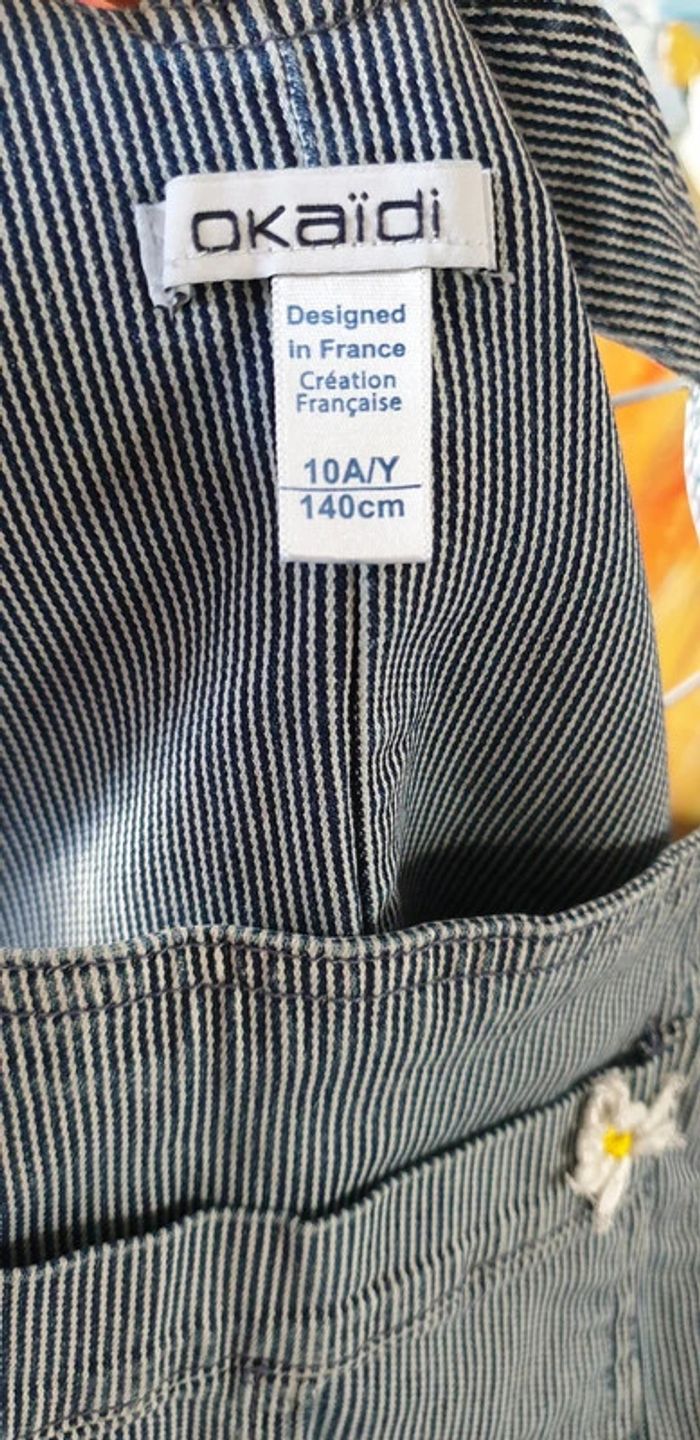 okaïdi
Designed
in France
Création
Française
10A/Y
140cm